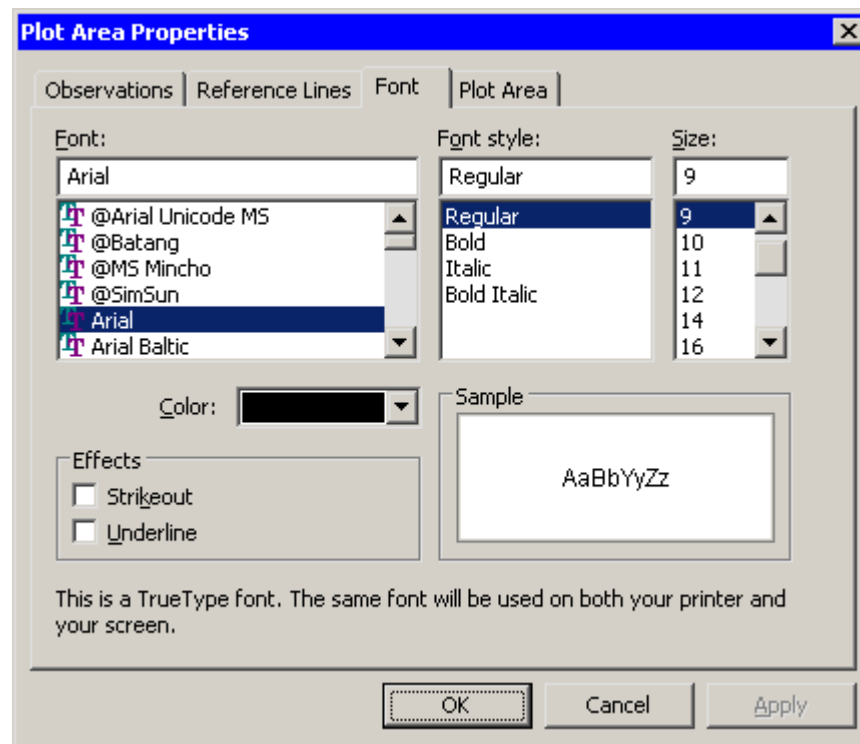 Plot Area Properties
Observations Reference Lines Font Plot Area
Font: Font style: Size:
Arial Regular 9
@Arial Unicode MS Regular 9
@Batang Bold 10
@MS Mincho Italic 11
@SimSun Bold Italic 12
Arial 14
Arial Baltic 16
Color: Sample
Effects
AaBbYyZz
Strikeout
Underline
This is a TrueType font. The same font will be used on both your printer and
your screen.
OK Cancel Apply